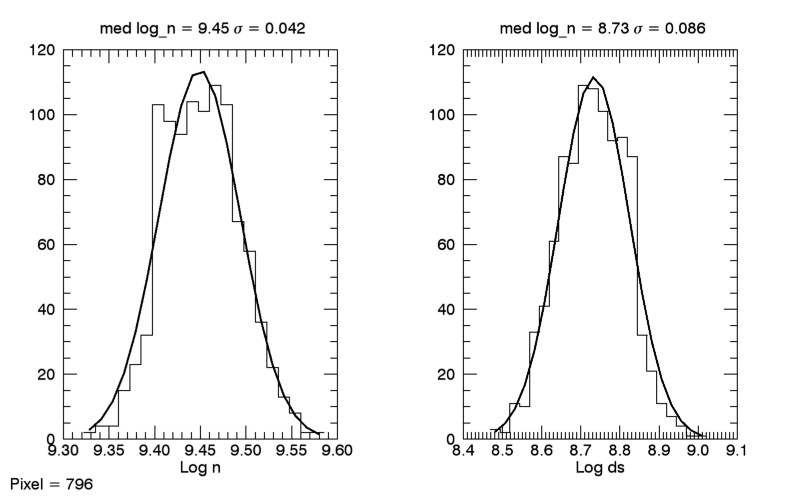 med log_n = 9.45 σ = 0.042
120
100
80
60
40
20
0
9.30 9.35 9.40 9.45 9.50 9.55 9.60
Log n
med log_n = 8.73 σ = 0.086
120
100
80
60
40
20
0
8.4 8.5 8.6 8.7 8.8 8.9 9.0 9.1
Log ds
Pixel = 796